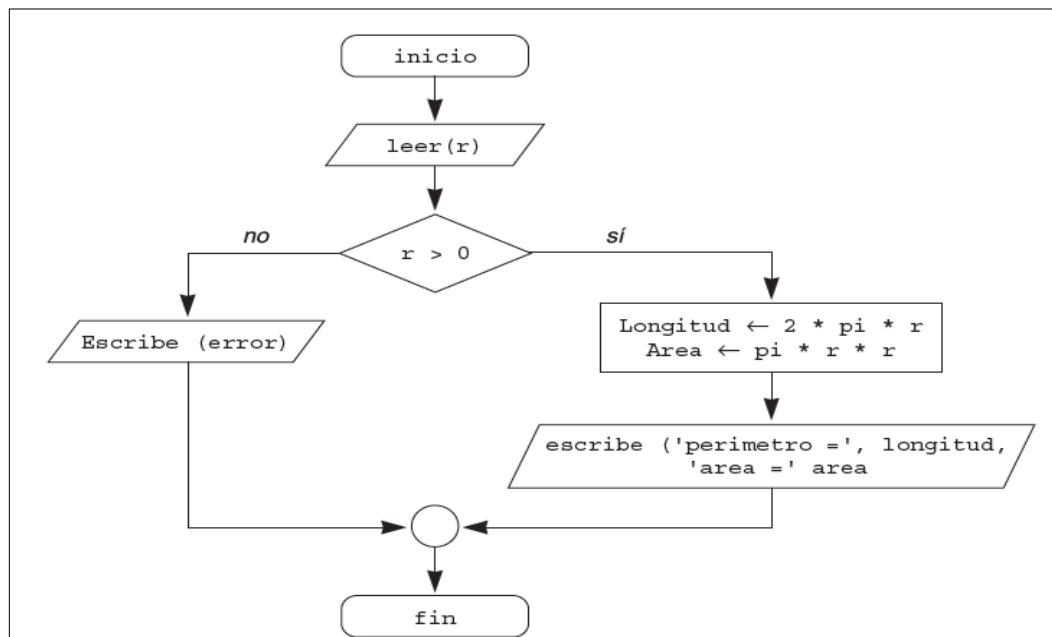 inicio
leer(r)
no
sí
r > 0
Escribe (error)
Longitud ← 2 * pi * r
Area ← pi * r * r
escribe ('perimetro =', longitud,
'area =' area
fin